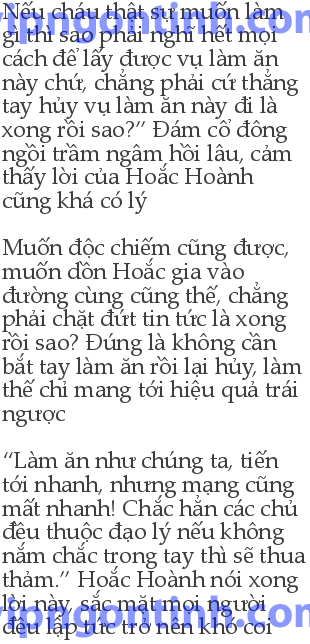 Nếu cháu thật sự muốn làm
gì thì sao phải nghĩ hết mọi
cách để lấy được vụ làm ăn
này chứ, chẳng phải cứ thẳng
tay hủy vụ làm ăn này đi là
xong rồi sao?” Đám cổ đông
ngồi trầm ngâm hồi lâu, cảm
thấy lời của Hoắc Hoành
cũng khá có lý
Muốn độc chiếm cũng được,
muốn dồn Hoắc gia vào
đường cùng cũng thế, chẳng
phải chặt đứt tin tức là xong
rồi sao? Đúng là không cần
bắt tay làm ăn rồi lại hủy, làm
thế chỉ mang tới hiệu quả trái
ngược
“Làm ăn như chúng ta, tiến
tới nhanh, nhưng mạng cũng
mất nhanh! Chắc hẳn các chủ
đều thuộc đạo lý nếu không
nắm chắc trong tay thì sẽ thua
thảm.” Hoắc Hoành nói xong
lời này, sắc mặt mọi người
đều lập tức trở nên khó coi